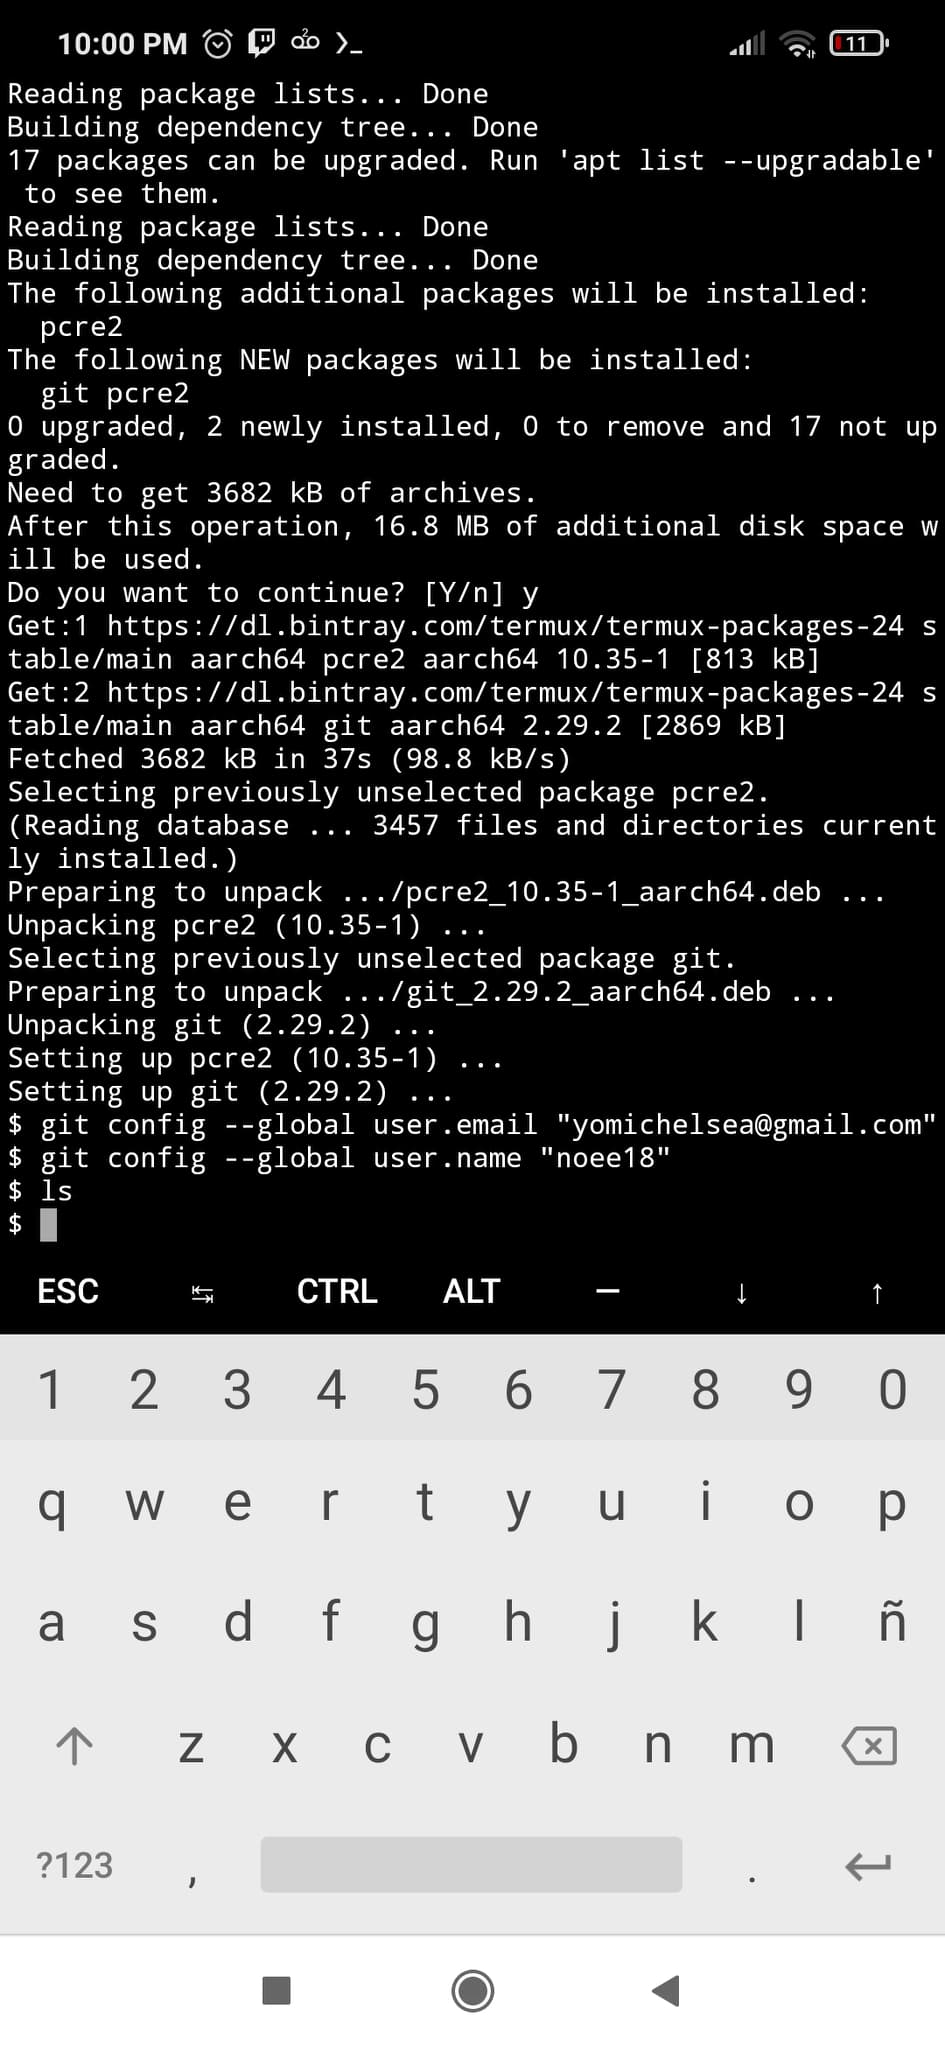 10:00 PM
11
Reading package lists... Done
Building dependency tree... Done
17 packages can be upgraded. Run 'apt list --upgradable'
 to see them.
Reading package lists... Done
Building dependency tree... Done
The following additional packages will be installed:
  pcre2
The following NEW packages will be installed:
  git pcre2
0 upgraded, 2 newly installed, 0 to remove and 17 not up
graded.
Need to get 3682 kB of archives.
After this operation, 16.8 MB of additional disk space w
ill be used.
Do you want to continue? [Y/n] y
Get:1 https://dl.bintray.com/termux/termux-packages-24 s
table/main aarch64 pcre2 aarch64 10.35-1 [813 kB]
Get:2 https://dl.bintray.com/termux/termux-packages-24 s
table/main aarch64 git aarch64 2.29.2 [2869 kB]
Fetched 3682 kB in 37s (98.8 kB/s)
Selecting previously unselected package pcre2.
(Reading database ... 3457 files and directories current
ly installed.)
Preparing to unpack .../pcre2_10.35-1_aarch64.deb ...
Unpacking pcre2 (10.35-1) ...
Selecting previously unselected package git.
Preparing to unpack .../git_2.29.2_aarch64.deb ...
Unpacking git (2.29.2) ...
Setting up pcre2 (10.35-1) ...
Setting up git (2.29.2) ...
$ git config --global user.email "yomichelsea@gmail.com"
$ git config --global user.name "noee18"
$ ls
$
ESC ↹ CTRL ALT — ↓ ↑
1 2 3 4 5 6 7 8 9 0
q w e r t y u i o p
a s d f g h j k l ñ
z x c v b n m
?123 , .